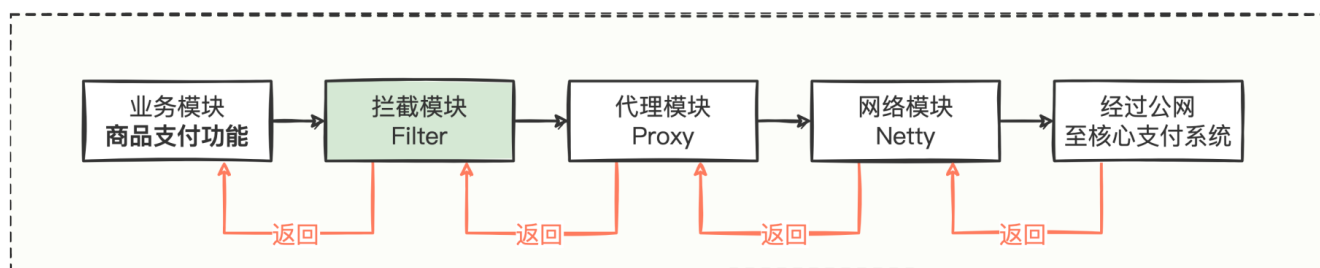 业务模块
商品支付功能
拦截模块
Filter
代理模块
Proxy
网络模块
Netty
经过公网
至核心支付系统
返回
返回
返回
返回